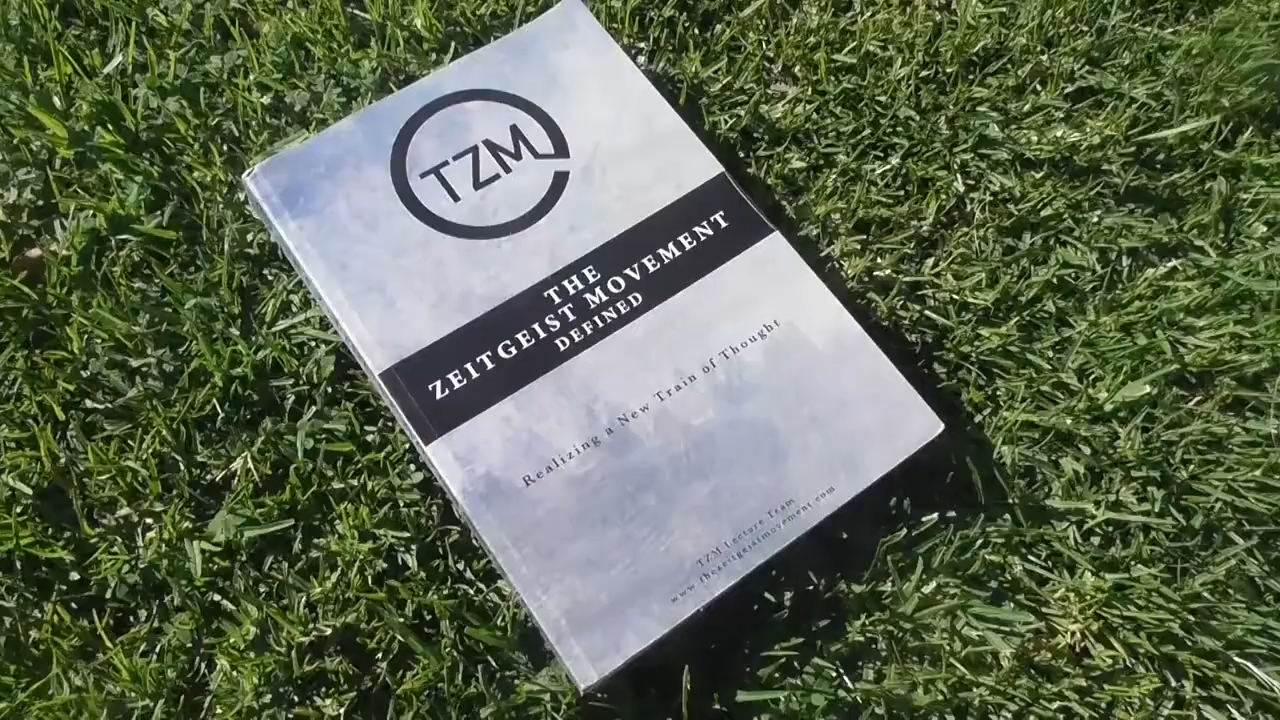 TZM
THE
ZEITGEIST MOVEMENT
DEFINED
Realizing a New Train of Thought
TZM Lecture Team
www.thezeitgeistmovement.com